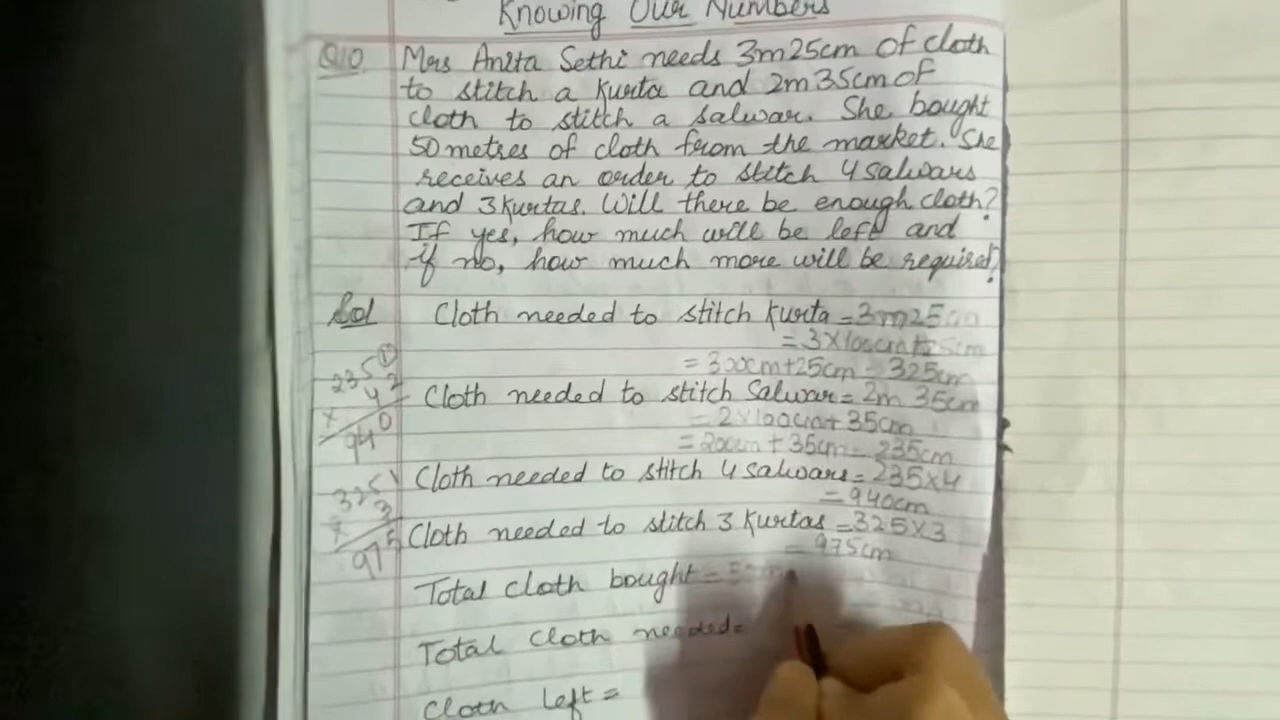 Knowing Our Numbers
Q10 Mrs Anita Sethi needs 3m25cm of cloth
to stitch a Kurta and 2m35cm of
cloth to stitch a salwar. She bought
50 metres of cloth from the market. She
receives an order to stitch 4 salwars
and 3 Kurtas. Will there be enough cloth?
If yes, how much will be left and
if no, how much more will be required?
Sol Cloth needed to stitch Kurta = 3m25cm
= 3×100cm+25cm
= 300cm+25cm = 325cm
Cloth needed to stitch Salwar = 2m 35cm
= 2×100cm+ 35cm
= 200cm + 35cm = 235cm
Cloth needed to stitch 4 salwars = 235×4
= 940cm
Cloth needed to stitch 3 Kurtas = 325×3
= 975cm
Total cloth bought =
Total cloth needed=
Cloth left =
235
× 4
940
325
× 3
975